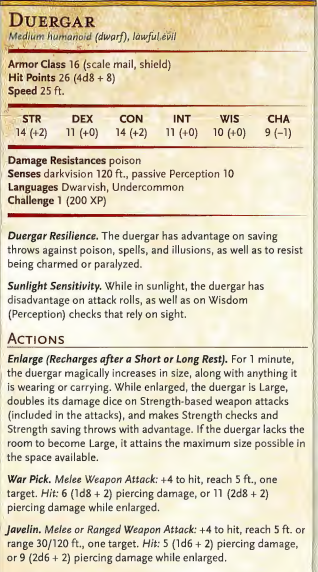 DUERGAR
Medium humanoid (dwarf), lawful evil
Armor Class 16 (scale mail, shield)
Hit Points 26 (4d8 + 8)
Speed 25 ft.
STR DEX CON INT WIS CHA
14 (+2) 11 (+0) 14 (+2) 11 (+0) 10 (+0) 9 (–1)
Damage Resistances poison
Senses darkvision 120 ft., passive Perception 10
Languages Dwarvish, Undercommon
Challenge 1 (200 XP)
Duergar Resilience. The duergar has advantage on saving
throws against poison, spells, and illusions, as well as to resist
being charmed or paralyzed.
Sunlight Sensitivity. While in sunlight, the duergar has
disadvantage on attack rolls, as well as on Wisdom
(Perception) checks that rely on sight.
ACTIONS
Enlarge (Recharges after a Short or Long Rest). For 1 minute,
the duergar magically increases in size, along with anything it
is wearing or carrying. While enlarged, the duergar is Large,
doubles its damage dice on Strength-based weapon attacks
(included in the attacks), and makes Strength checks and
Strength saving throws with advantage. If the duergar lacks the
room to become Large, it attains the maximum size possible in
the space available.
War Pick. Melee Weapon Attack: +4 to hit, reach 5 ft., one
target. Hit: 6 (1d8 + 2) piercing damage, or 11 (2d8 + 2)
piercing damage while enlarged.
Javelin. Melee or Ranged Weapon Attack: +4 to hit, reach 5 ft. or
range 30/120 ft., one target. Hit: 5 (1d6 + 2) piercing damage,
or 9 (2d6 + 2) piercing damage while enlarged.